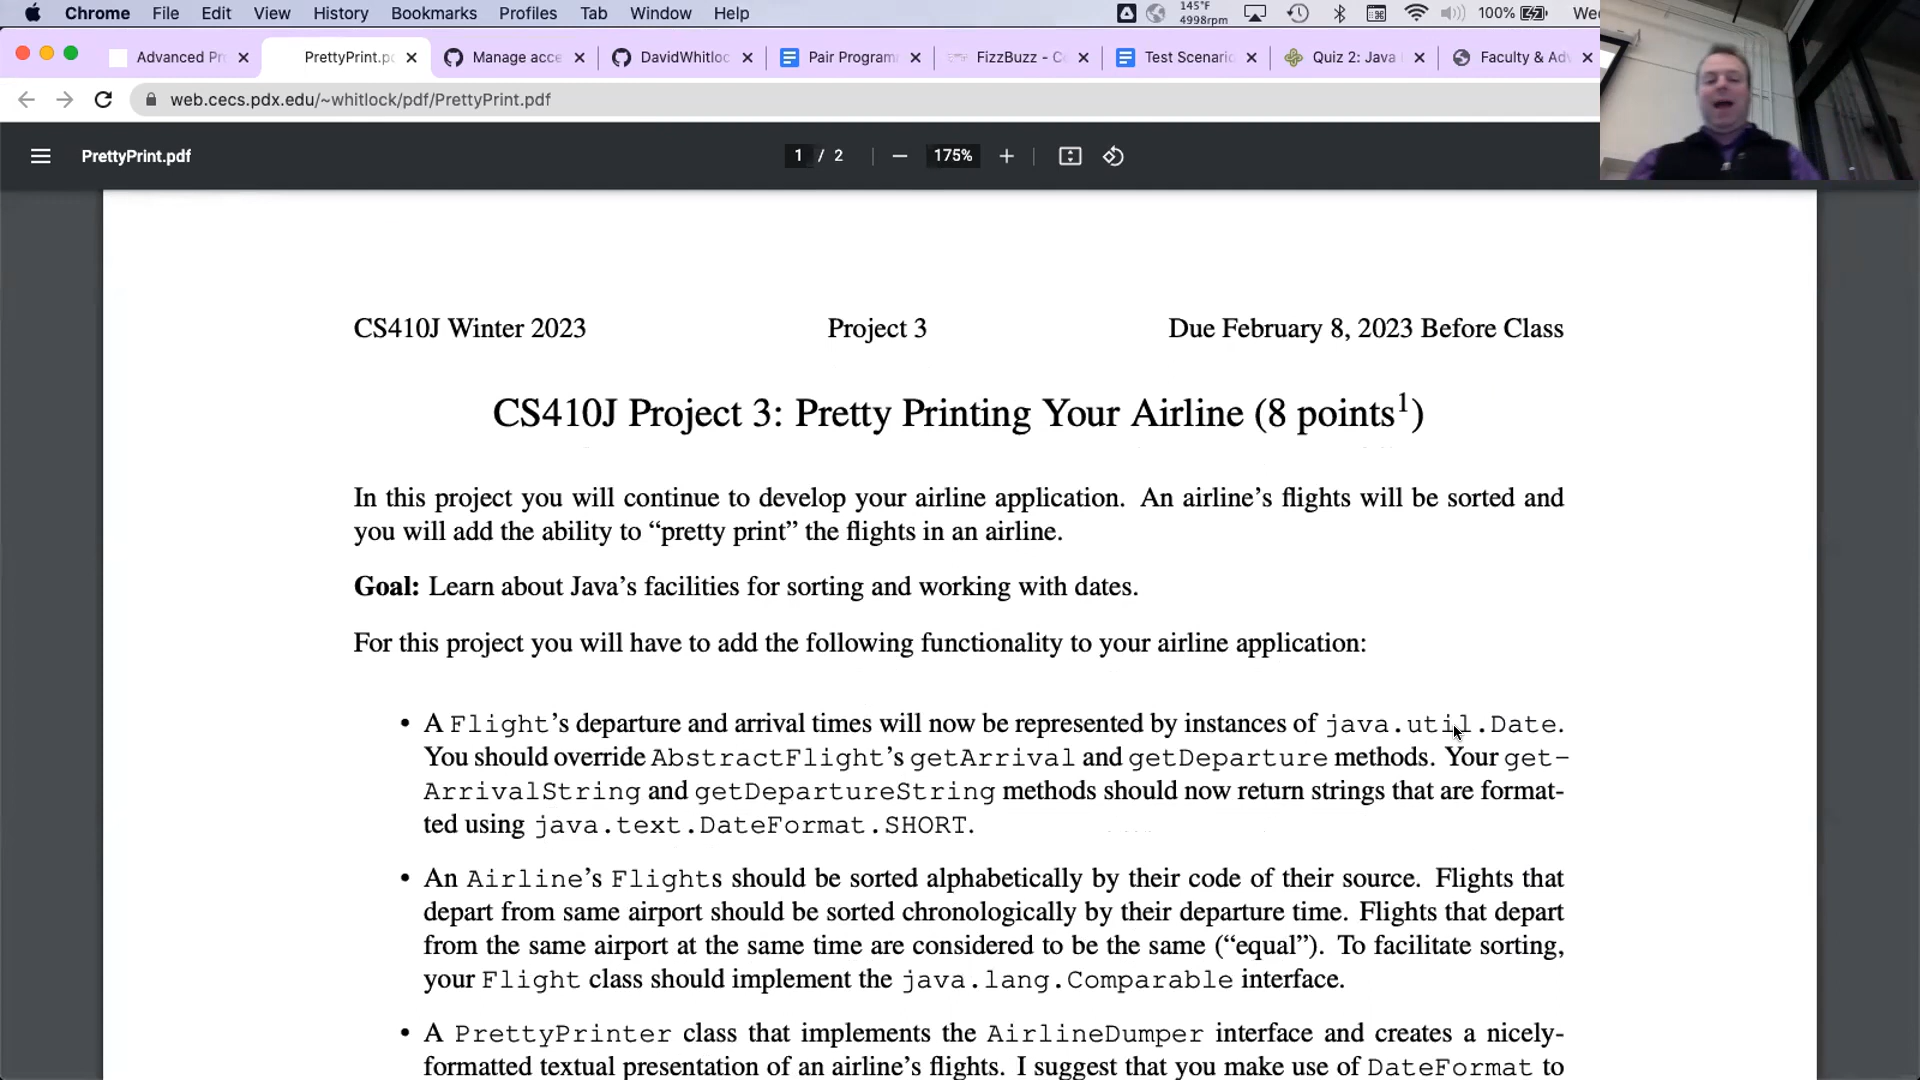 Chrome File Edit View History Bookmarks Profiles Tab Window Help 145°F 4998rpm 100%
Advanced Pr PrettyPrint.pd Manage acce DavidWhitloc Pair Program FizzBuzz - C Test Scenari Quiz 2: Java Faculty & Adv
web.cecs.pdx.edu/~whitlock/pdf/PrettyPrint.pdf
PrettyPrint.pdf 1 / 2 175%
CS410J Winter 2023 Project 3 Due February 8, 2023 Before Class
CS410J Project 3: Pretty Printing Your Airline (8 points1)
In this project you will continue to develop your airline application. An airline’s flights will be sorted and
you will add the ability to “pretty print” the flights in an airline.
Goal: Learn about Java’s facilities for sorting and working with dates.
For this project you will have to add the following functionality to your airline application:
• A Flight’s departure and arrival times will now be represented by instances of java.util.Date.
You should override AbstractFlight’s getArrival and getDeparture methods. Your get-
ArrivalString and getDepartureString methods should now return strings that are format-
ted using java.text.DateFormat.SHORT.
• An Airline’s Flights should be sorted alphabetically by their code of their source. Flights that
depart from same airport should be sorted chronologically by their departure time. Flights that depart
from the same airport at the same time are considered to be the same (“equal”). To facilitate sorting,
your Flight class should implement the java.lang.Comparable interface.
• A PrettyPrinter class that implements the AirlineDumper interface and creates a nicely-
formatted textual presentation of an airline’s flights. I suggest that you make use of DateFormat to